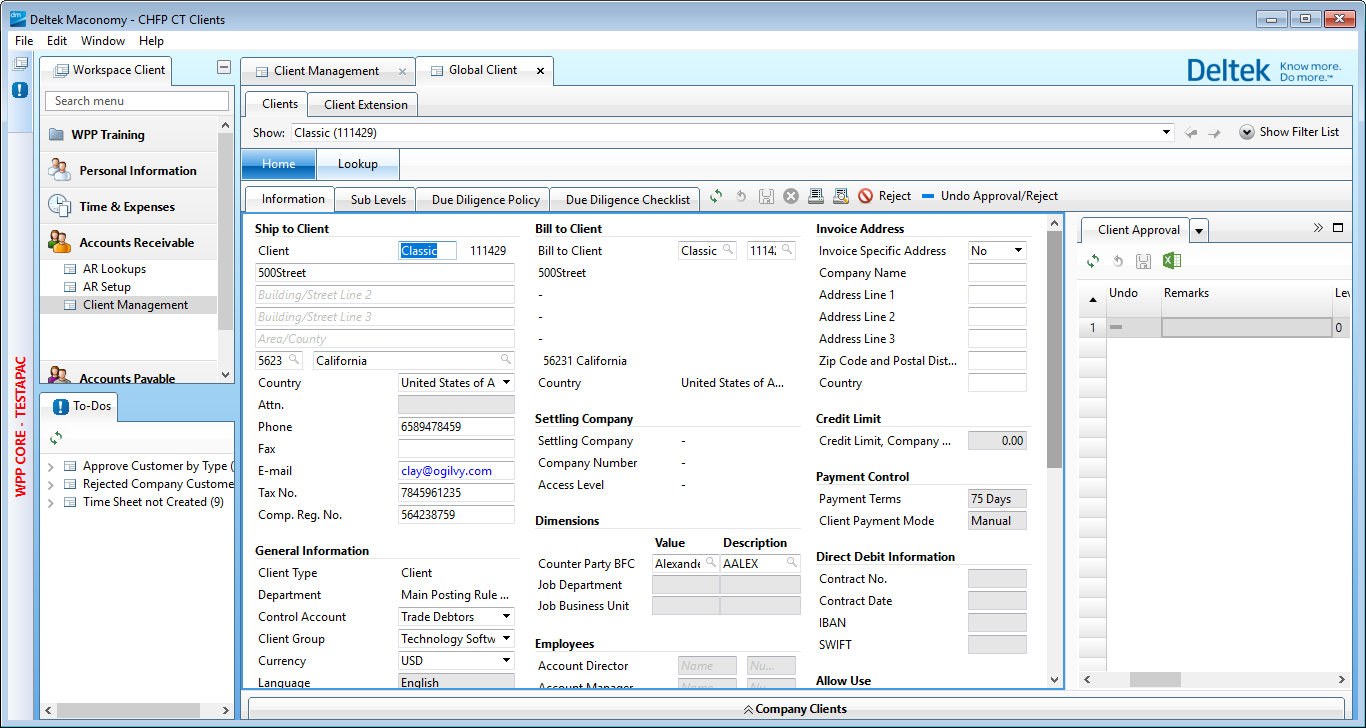 dm Deltek Maconomy - CHFP CT Clients
File Edit Window Help
Workspace Client
Search menu
WPP Training
Personal Information
Time & Expenses
Accounts Receivable
AR Lookups
AR Setup
Client Management
Accounts Payable
WPP CORE - TESTAPAC
To-Dos
Approve Customer by Type (
Rejected Company Custome
Time Sheet not Created (9)
Client Management Global Client
Deltek Know more.
Do more.™
Clients Client Extension
Show: Classic (111429) Show Filter List
Home Lookup
Information Sub Levels Due Diligence Policy Due Diligence Checklist Reject Undo Approval/Reject
Ship to Client
Client Classic 111429
500Street
Building/Street Line 2
Building/Street Line 3
Area/County
5623 California
Country United States of A
Attn.
Phone 6589478459
Fax
E-mail clay@ogilvy.com
Tax No. 7845961235
Comp. Reg. No. 564238759
General Information
Client Type Client
Department Main Posting Rule ...
Control Account Trade Debtors
Client Group Technology Softw
Currency USD
Language English
Bill to Client
Bill to Client Classic 1114
500Street
-
-
-
56231 California
Country United States of A...
Settling Company
Settling Company -
Company Number -
Access Level -
Dimensions
Value Description
Counter Party BFC Alexande AALEX
Job Department
Job Business Unit
Employees
Account Director Name Nu...
Account Manager Name Nu
Invoice Address
Invoice Specific Address No
Company Name
Address Line 1
Address Line 2
Address Line 3
Zip Code and Postal Dist...
Country
Credit Limit
Credit Limit, Company ... 0.00
Payment Control
Payment Terms 75 Days
Client Payment Mode Manual
Direct Debit Information
Contract No.
Contract Date
IBAN
SWIFT
Allow Use
Client Approval
Undo Remarks Lev
1 0
Company Clients